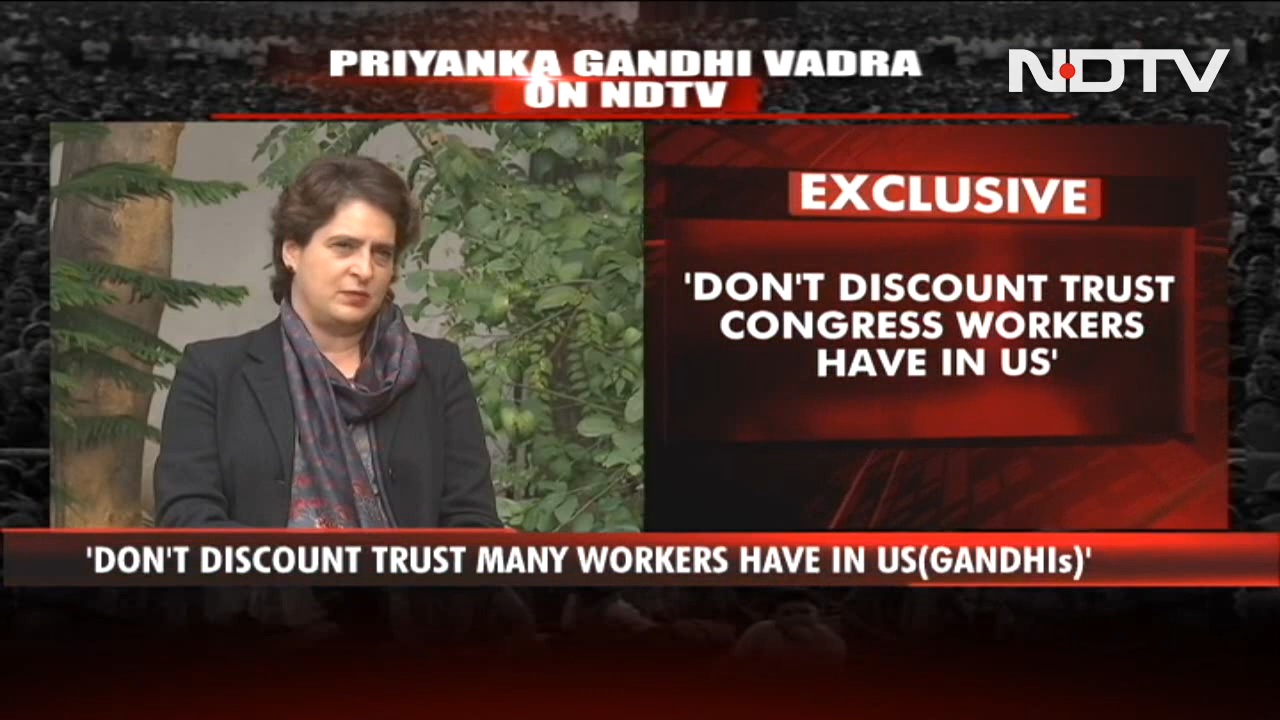 PRIYANKA GANDHI VADRA
ON NDTV
NDTV
EXCLUSIVE
'DON'T DISCOUNT TRUST
CONGRESS WORKERS
HAVE IN US'
'DON'T DISCOUNT TRUST MANY WORKERS HAVE IN US(GANDHIs)'